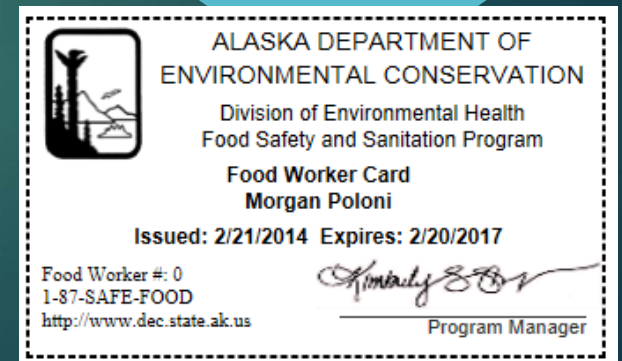 ALASKA DEPARTMENT OF
ENVIRONMENTAL CONSERVATION
Division of Environmental Health
Food Safety and Sanitation Program
Food Worker Card
Morgan Poloni
Issued: 2/21/2014 Expires: 2/20/2017
Food Worker #: 0
1-87-SAFE-FOOD
http://www.dec.state.ak.us
Program Manager